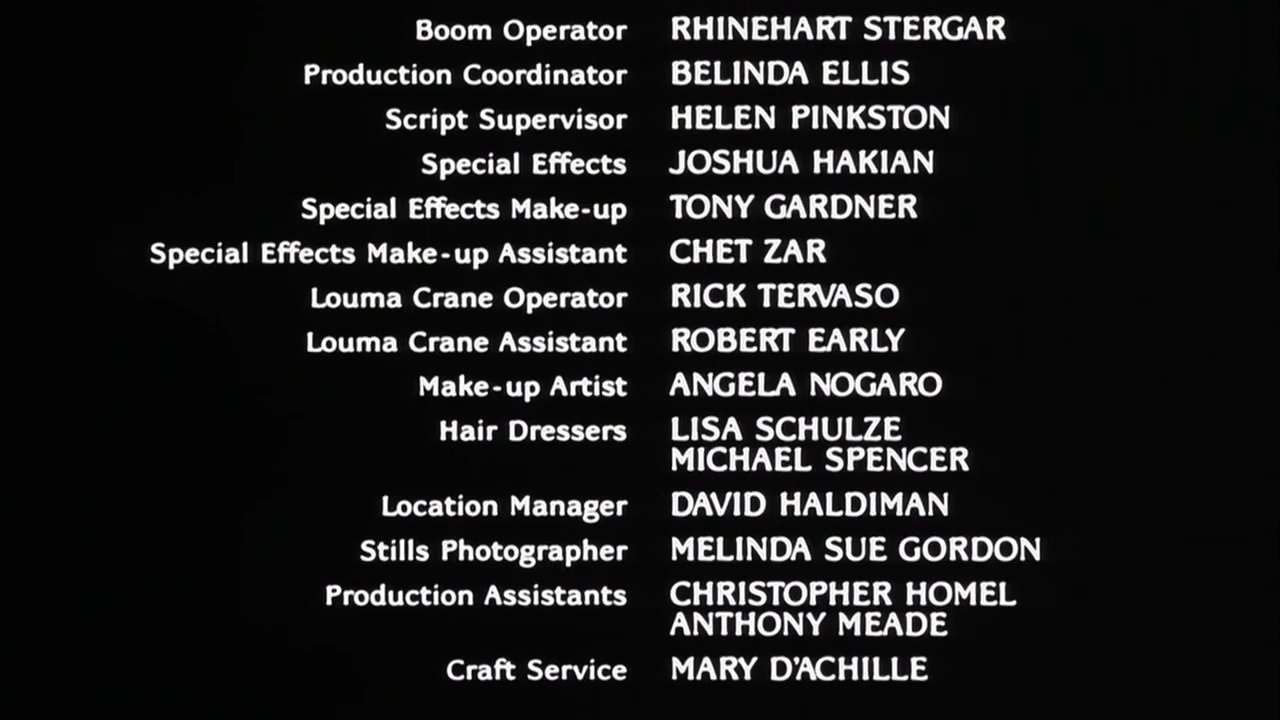 Boom Operator RHINEHART STERGAR
Production Coordinator BELINDA ELLIS
Script Supervisor HELEN PINKSTON
Special Effects JOSHUA HAKIAN
Special Effects Make-up TONY GARDNER
Special Effects Make-up Assistant CHET ZAR
Louma Crane Operator RICK TERVASO
Louma Crane Assistant ROBERT EARLY
Make-up Artist ANGELA NOGARO
Hair Dressers LISA SCHULZE
MICHAEL SPENCER
Location Manager DAVID HALDIMAN
Stills Photographer MELINDA SUE GORDON
Production Assistants CHRISTOPHER HOMEL
ANTHONY MEADE
Craft Service MARY D'ACHILLE